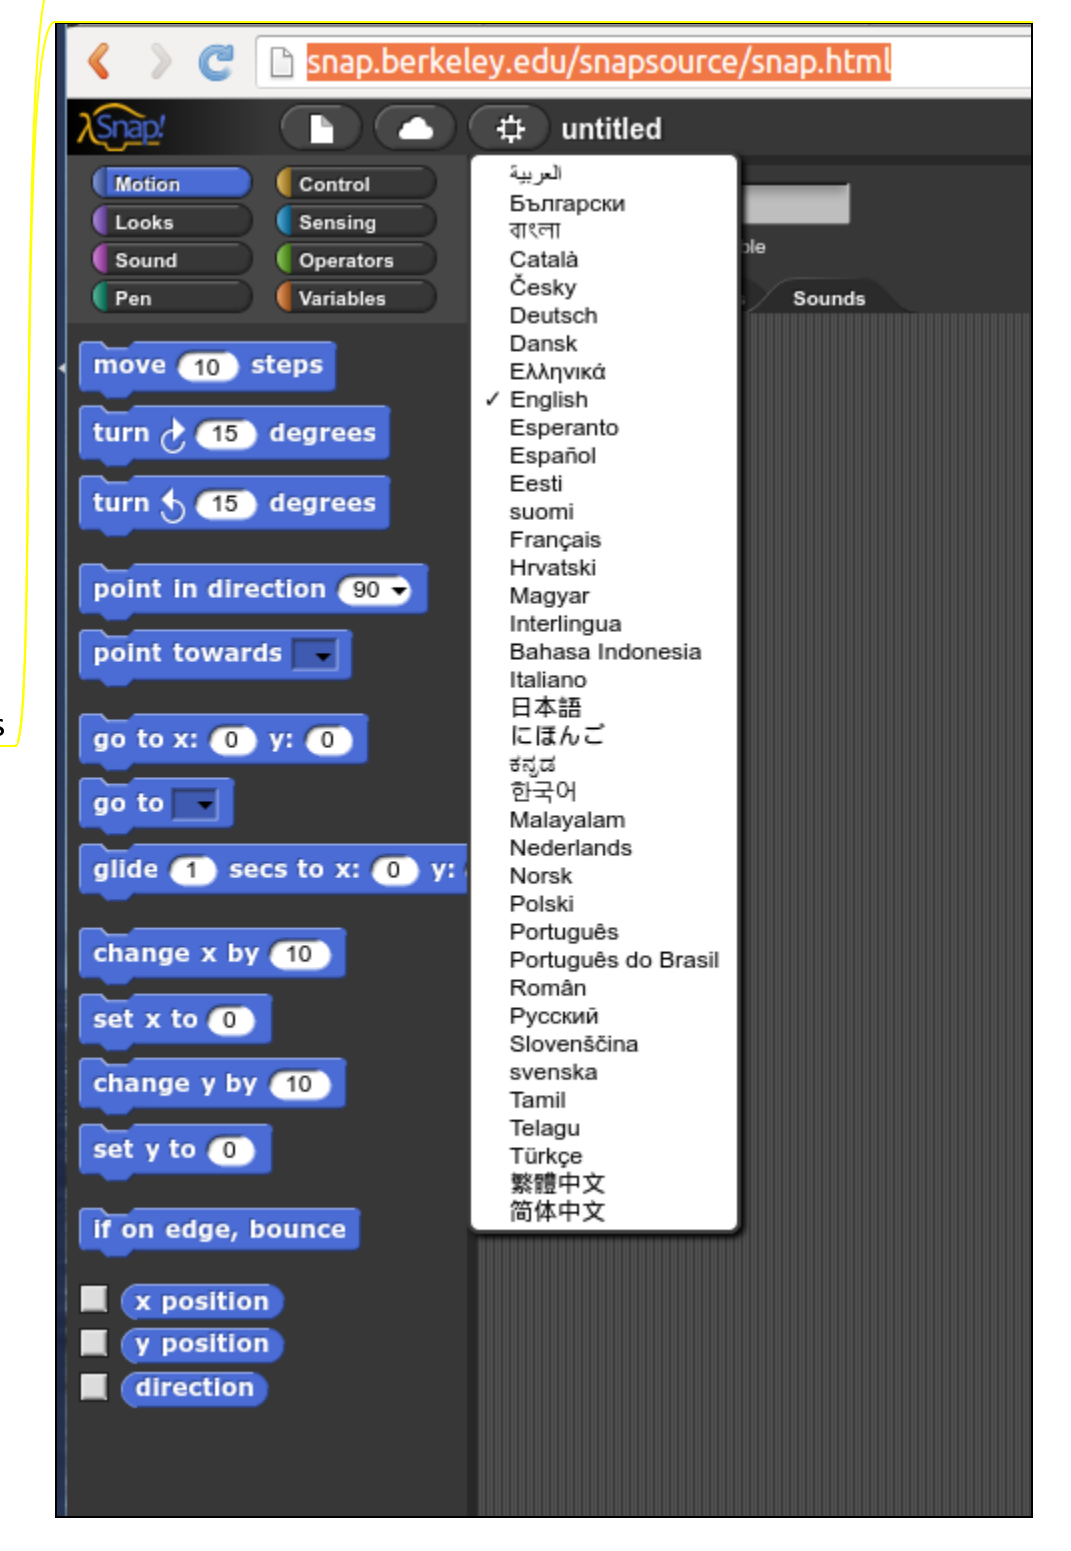 snap.berkeley.edu/snapsource/snap.html
λSnap!
untitled
Motion
Control
Looks
Sensing
Sound
Operators
Pen
Variables
move 10 steps
turn 15 degrees
turn 15 degrees
point in direction 90
point towards
go to x: 0 y: 0
go to
glide 1 secs to x: 0 y:
change x by 10
set x to 0
change y by 10
set y to 0
if on edge, bounce
x position
y position
direction
العربية
Български
বাংলা
Català
Česky
Deutsch
Dansk
Ελληνικά
✓ English
Esperanto
Español
Eesti
suomi
Français
Hrvatski
Magyar
Interlingua
Bahasa Indonesia
Italiano
日本語
にほんご
ಕನ್ನಡ
한국어
Malayalam
Nederlands
Norsk
Polski
Português
Português do Brasil
Român
Русский
Slovenščina
svenska
Tamil
Telagu
Türkçe
繁體中文
简体中文
Sounds